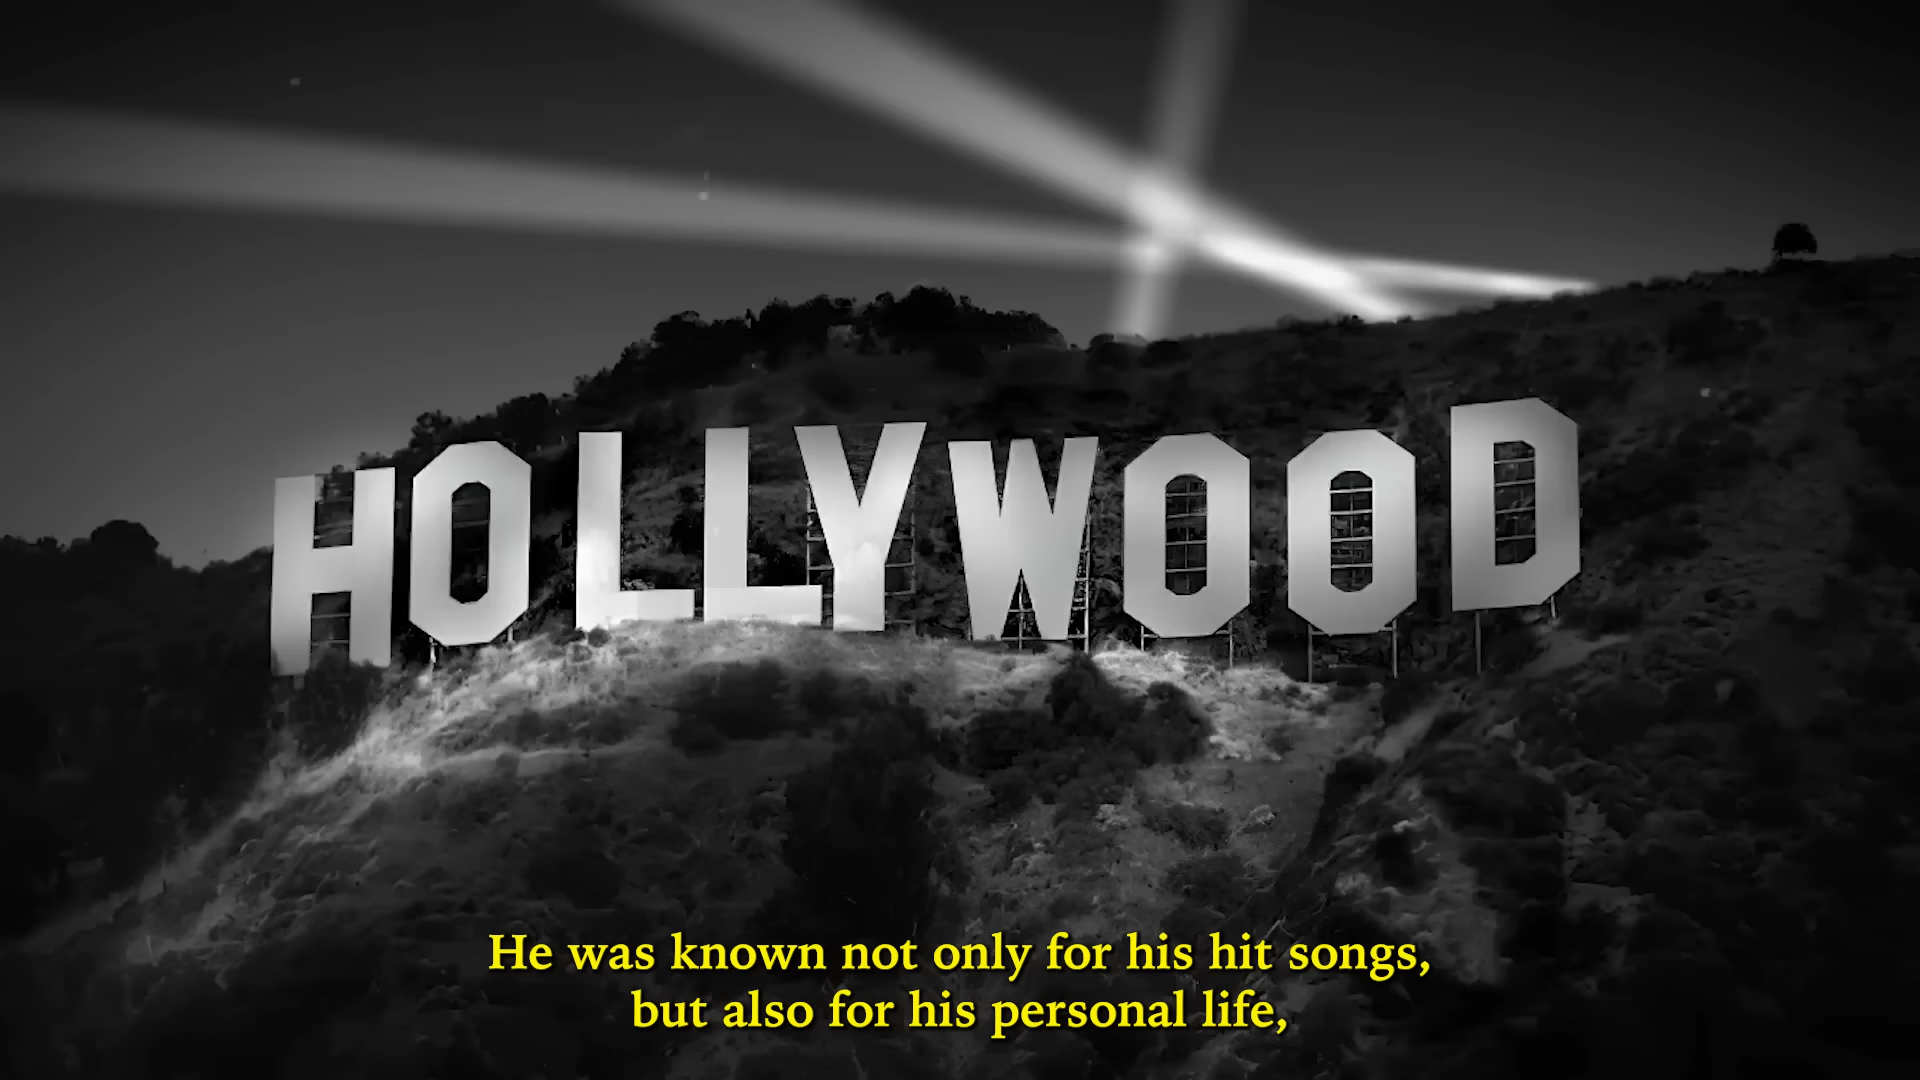 HOLLYWOOD
He was known not only for his hit songs,
but also for his personal life,